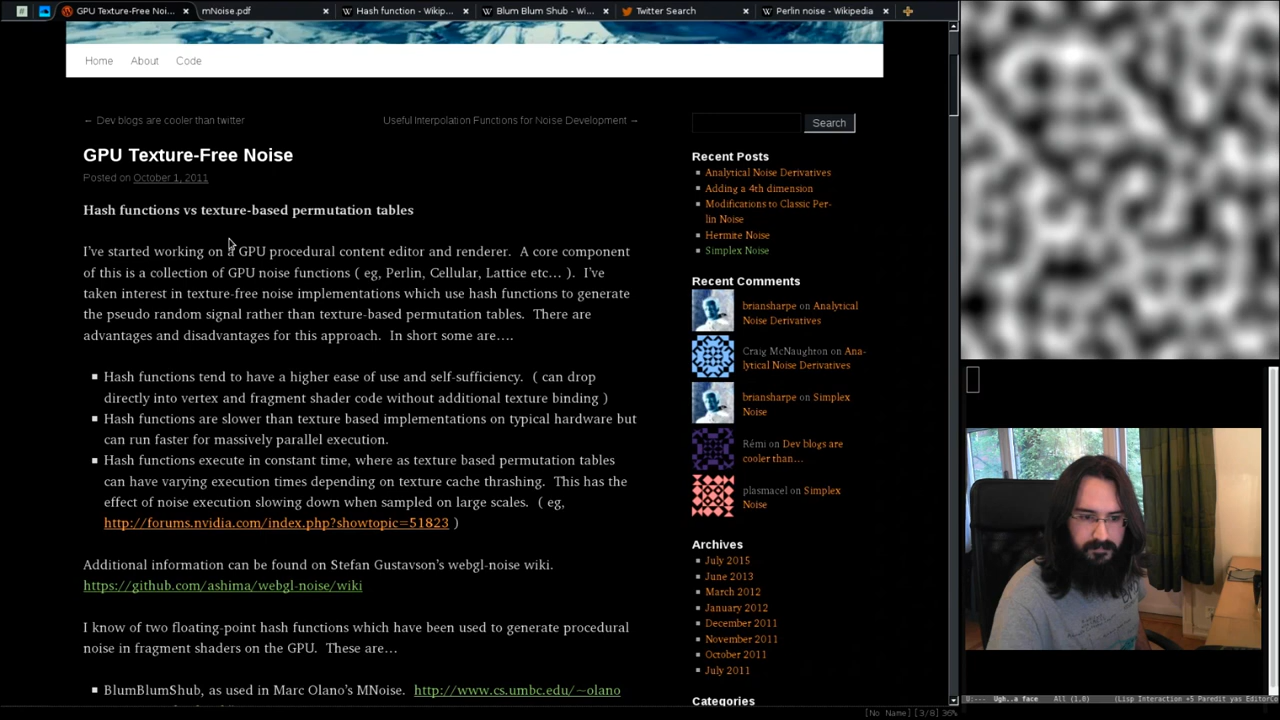 GPU Texture-Free Noi...
mNoise.pdf
Hash function - Wikip...
Blum Blum Shub - Wi...
Twitter Search
Perlin noise - Wikipedia
Home About Code
← Dev blogs are cooler than twitter
Useful Interpolation Functions for Noise Development →
GPU Texture-Free Noise
Posted on October 1, 2011
Hash functions vs texture-based permutation tables
I've started working on a GPU procedural content editor and renderer. A core component
of this is a collection of GPU noise functions ( eg, Perlin, Cellular, Lattice etc... ). I've
taken interest in texture-free noise implementations which use hash functions to generate
the pseudo random signal rather than texture-based permutation tables. There are
advantages and disadvantages for this approach. In short some are….
Hash functions tend to have a higher ease of use and self-sufficiency. ( can drop
directly into vertex and fragment shader code without additional texture binding )
Hash functions are slower than texture based implementations on typical hardware but
can run faster for massively parallel execution.
Hash functions execute in constant time, where as texture based permutation tables
can have varying execution times depending on texture cache thrashing. This has the
effect of noise execution slowing down when sampled on large scales. ( eg,
http://forums.nvidia.com/index.php?showtopic=51823 )
Additional information can be found on Stefan Gustavson's webgl-noise wiki.
https://github.com/ashima/webgl-noise/wiki
I know of two floating-point hash functions which have been used to generate procedural
noise in fragment shaders on the GPU. These are…
BlumBlumShub, as used in Marc Olano's MNoise. http://www.cs.umbc.edu/~olano
Search
Recent Posts
Analytical Noise Derivatives
Adding a 4th dimension
Modifications to Classic Per-
lin Noise
Hermite Noise
Simplex Noise
Recent Comments
briansharpe on Analytical
Noise Derivatives
Craig McNaughton on Ana-
lytical Noise Derivatives
briansharpe on Simplex
Noise
Rémi on Dev blogs are
cooler than…
plasmacel on Simplex
Noise
Archives
July 2015
June 2013
March 2012
January 2012
December 2011
November 2011
October 2011
July 2011
Categories
[No Name] [3/8] 36%
U:--- Ugh..a face All (1,0) (Lisp Interaction +5 Paredit yas EditorCo